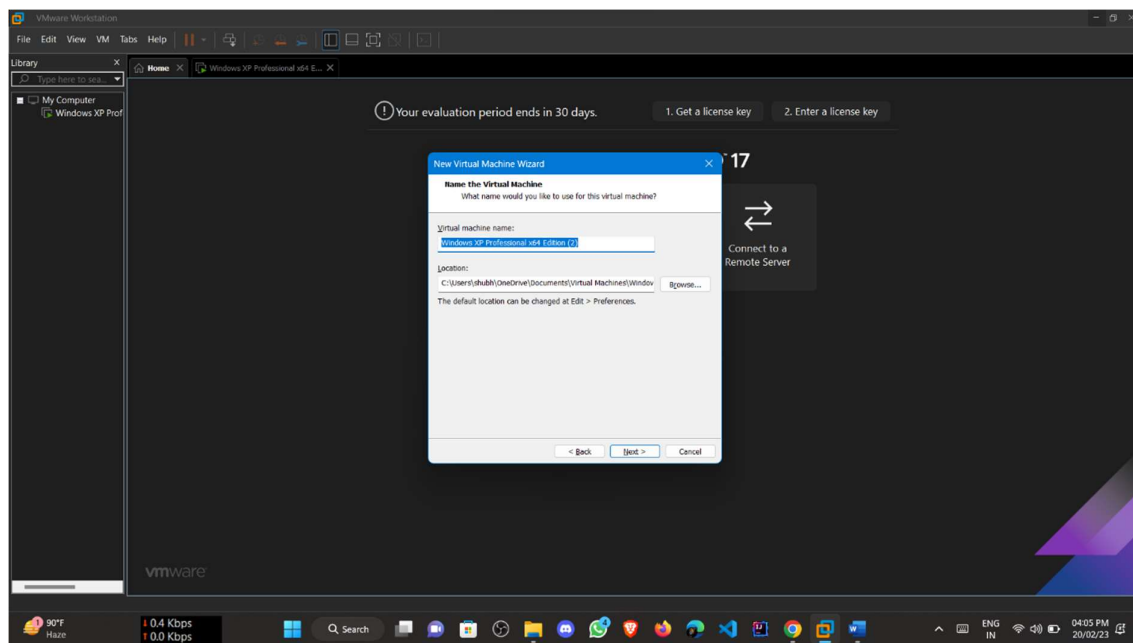 VMware Workstation
File Edit View VM Tabs Help
Library
Type here to sea...
Home
Windows XP Professional x64 E...
My Computer
Windows XP Prof
Your evaluation period ends in 30 days.
1. Get a license key
2. Enter a license key
17
New Virtual Machine Wizard
Name the Virtual Machine
What name would you like to use for this virtual machine?
Virtual machine name:
Windows XP Professional x64 Edition (2)
Location:
C:\Users\shubh\OneDrive\Documents\Virtual Machines\Window
Browse...
The default location can be changed at Edit > Preferences.
Connect to a
Remote Server
< Back
Next >
Cancel
vmware
90°F
Haze
0.4 Kbps
0.0 Kbps
Search
4
ENG
IN
04:05 PM
20/02/23